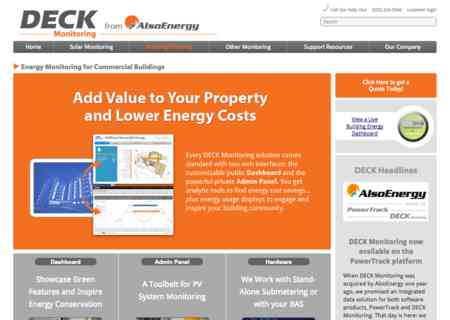 DECK
Monitoring
from AlsoEnergy
Call Our Help Line
customer login
Search
Home
Solar Monitoring
Other Monitoring
Support Resources
Our Company
Energy Monitoring for Commercial Buildings
Add Value to Your Property
and Lower Energy Costs
Every DECK Monitoring solution comes
standard with two web interfaces: the
customizable public Dashboard and the
powerful private Admin Panel. You get
analytic tools to find energy cost savings...
plus energy usage displays to engage and
inspire your building community.
Click Here to get a
Quote Today!
View a Live
Building Energy
Dashboard
DECK Headlines
AlsoEnergy
PowerTrack
DECK
DECK Monitoring now
available on the
PowerTrack platform
When DECK Monitoring was
acquired by AlsoEnergy one year
ago, we promised an integrated
data solution for both software
products, PowerTrack and DECK
Monitoring. That day is here: we
Dashboard
Showcase Green
Features and Inspire
Energy Conservation
Admin Panel
A Toolbelt for PV
System Monitoring
Hardware
We Work with Stand-
Alone Submetering or
with your BAS